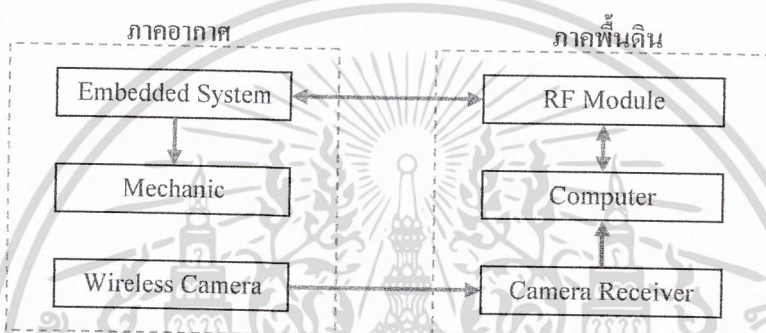 ภาคอากาศ
ภาคพื้นดิน
Embedded System
RF Module
Mechanic
Computer
Wireless Camera
Camera Receiver